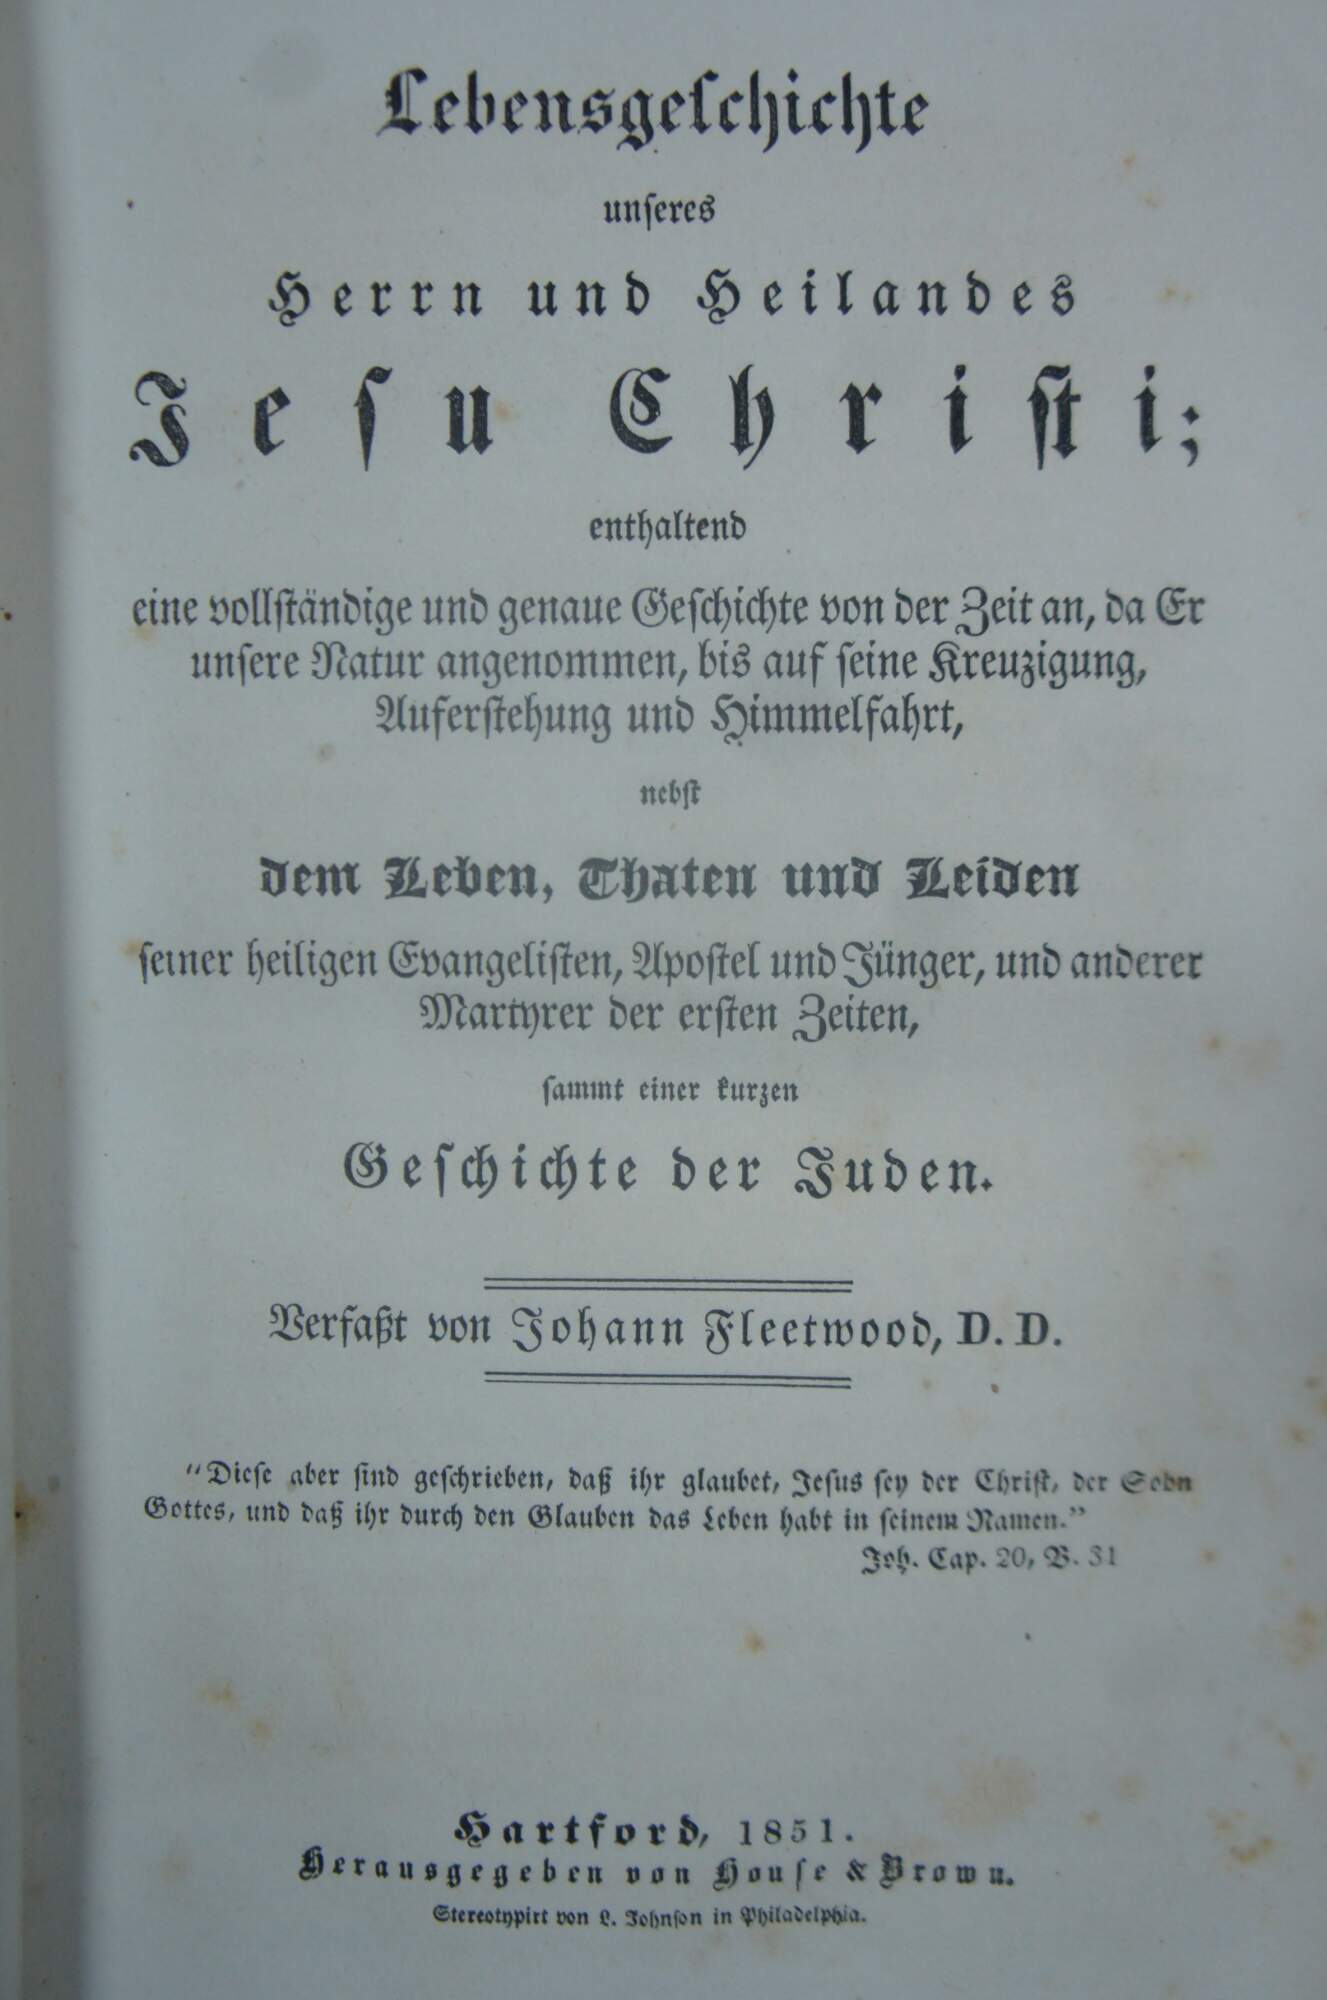 Lebensgeschichte
unseres
Herrn und Heilandes
Jesu Christi;
enthaltend
eine vollständige und genaue Geschichte von der Zeit an, da Er
unsere Natur angenommen, bis auf seine Kreuzigung,
Auferstehung und Himmelfahrt,
nebst
dem Leben, Thaten und Leiden
seiner heiligen Evangelisten, Apostel und Jünger, und anderer
Martyrer der ersten Zeiten,
sammt einer kurzen
Geschichte der Juden.
Verfaßt von Johann Fleetwood, D. D.
"Diese aber sind geschrieben, daß ihr glaubet, Jesus sey der Christ, der Sohn
Gottes, und daß ihr durch den Glauben das Leben habt in seinem Namen."
Joh. Cap. 20, V. 31
Hartford, 1851.
Herausgegeben von House & Brown.
Stereotypirt von L. Johnson in Philadelphia.